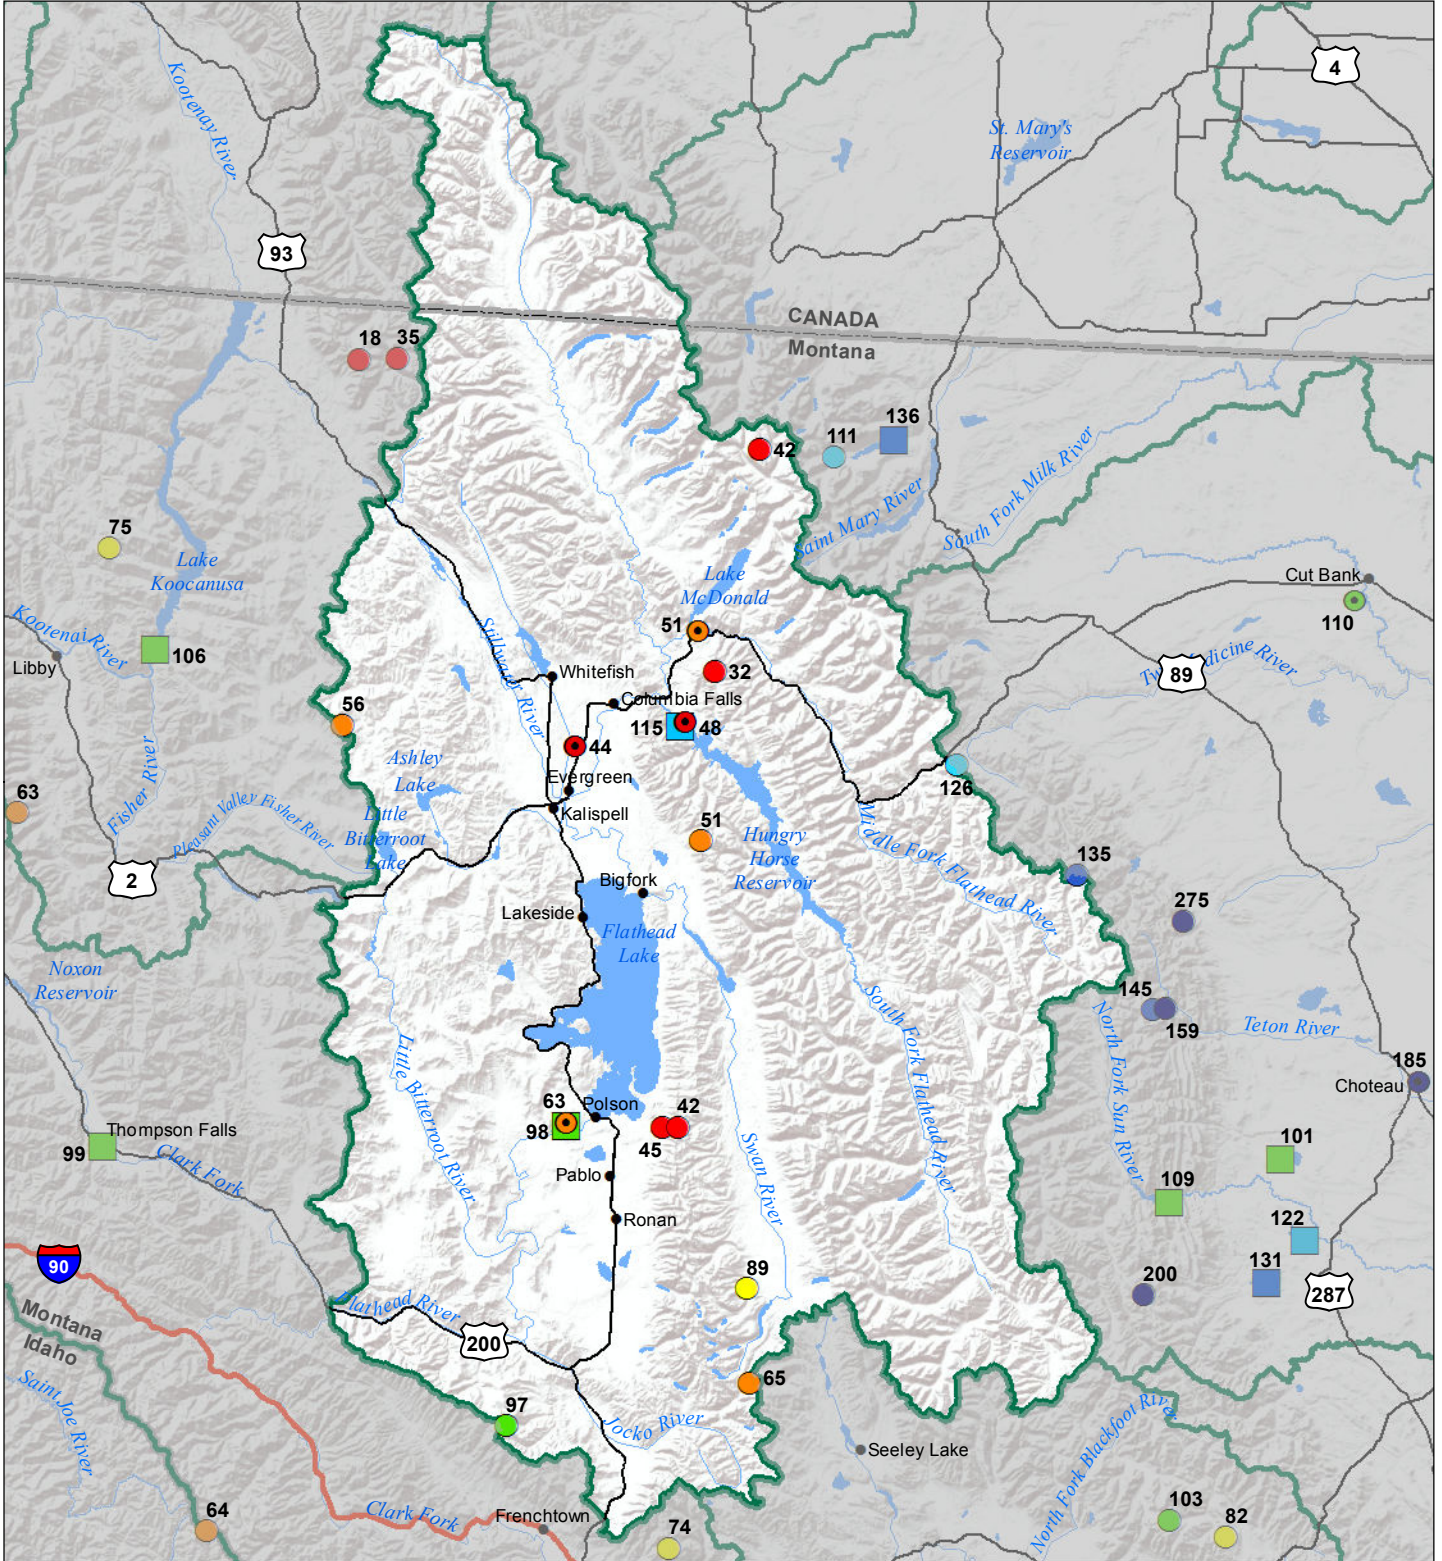 4
Kootenay River
St. Mary's
Reservoir
93
CANADA
Montana
18
35
136
111
42
South Fork Milk River
Saint Mary River
75
Lake
Koocanusa
Lake
McDonald
Cut Bank
110
Kootenai River
Libby
106
Stillwater River
51
32
Whitefish
Columbia Falls
89
56
115
48
44
Ashley
Lake
Evergreen
126
63
Fisher River
Pleasant Valley Fisher River
Little
Bitterroot
Lake
Kalispell
51
Hungry
Horse
Reservoir
Middle Fork Flathead River
135
2
Bigfork
275
Lakeside
Flathead
Lake
Noxon
Reservoir
145
159
Teton River
South Fork Flathead River
North Fork Sun River
Little Bitterroot River
185
Choteau
63
98
Polson
42
45
Thompson Falls
99
Clark Fork
Swan River
101
Pablo
109
Ronan
122
90
89
200
131
287
Montana
Idaho
Flathead River
200
65
Saint Joe River
97
Jocko River
North Fork Blackfoot River
Seeley Lake
64
Clark Fork
Frenchtown
74
103
82